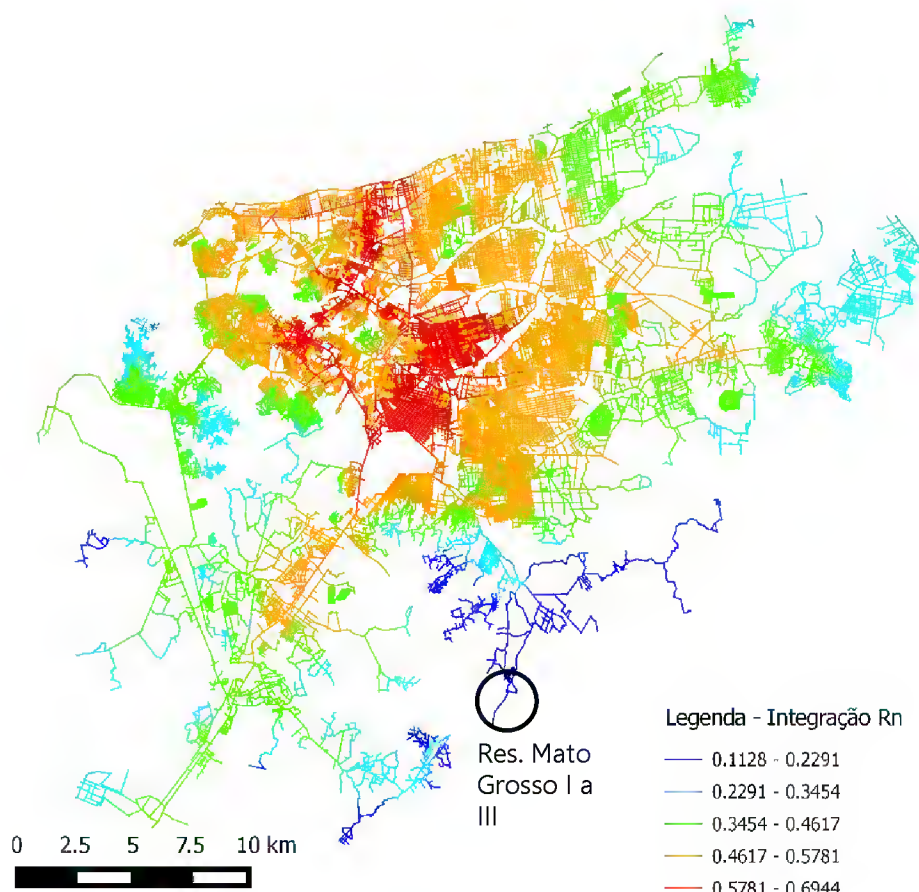 Res. Mato
Grosso I a
III
Legenda - Integração Rn
0.1128 - 0.2291
0.2291 - 0.3454
0.3454 - 0.4617
0.4617 - 0.5781
0.5781 - 0.6944
0 2.5 5 7.5 10 km